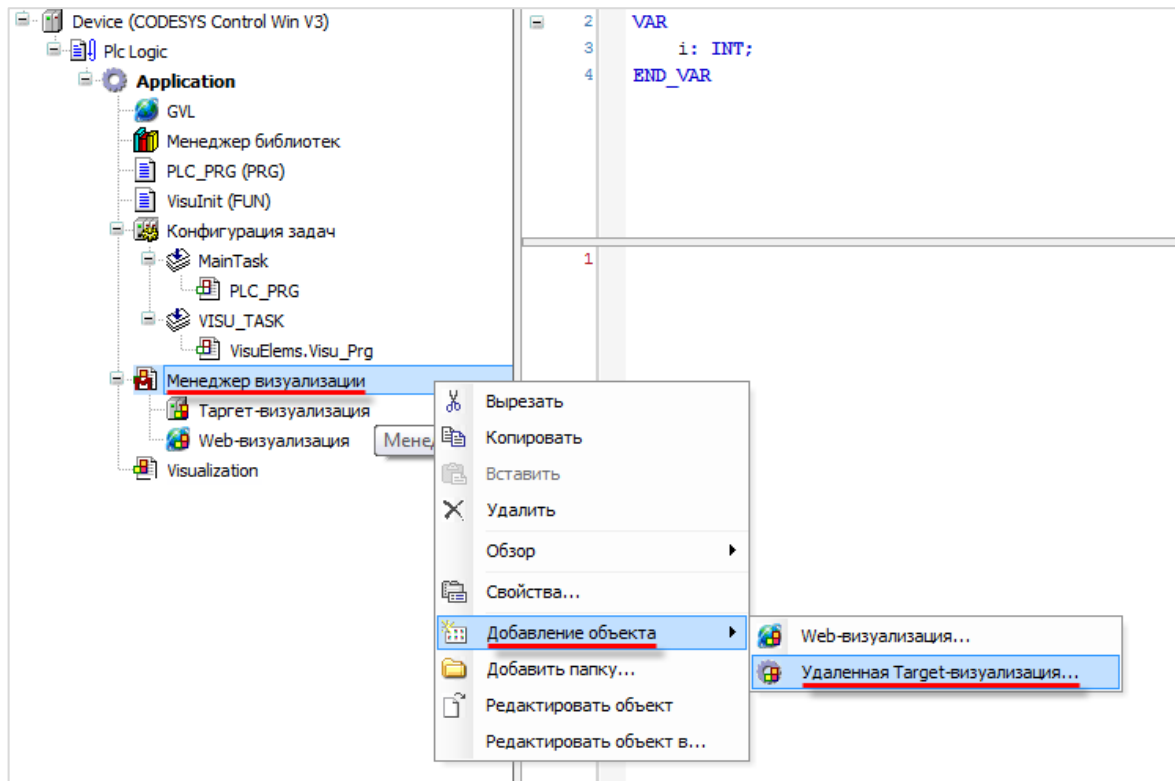 Device (CODESYS Control Win V3)
Plc Logic
Application
GVL
Менеджер библиотек
PLC_PRG (PRG)
VisuInit (FUN)
Конфигурация задач
MainTask
PLC_PRG
VISU_TASK
VisuElems.Visu_Prg
Менеджер визуализации
Таргет-визуализация
Web-визуализация
Visualization
2 VAR
3 i: INT;
4 END_VAR
1
Вырезать
Копировать
Вставить
Удалить
Обзор
Свойства...
Добавление объекта
Добавить папку...
Редактировать объект
Редактировать объект в...
Web-визуализация...
Удаленная Target-визуализация...